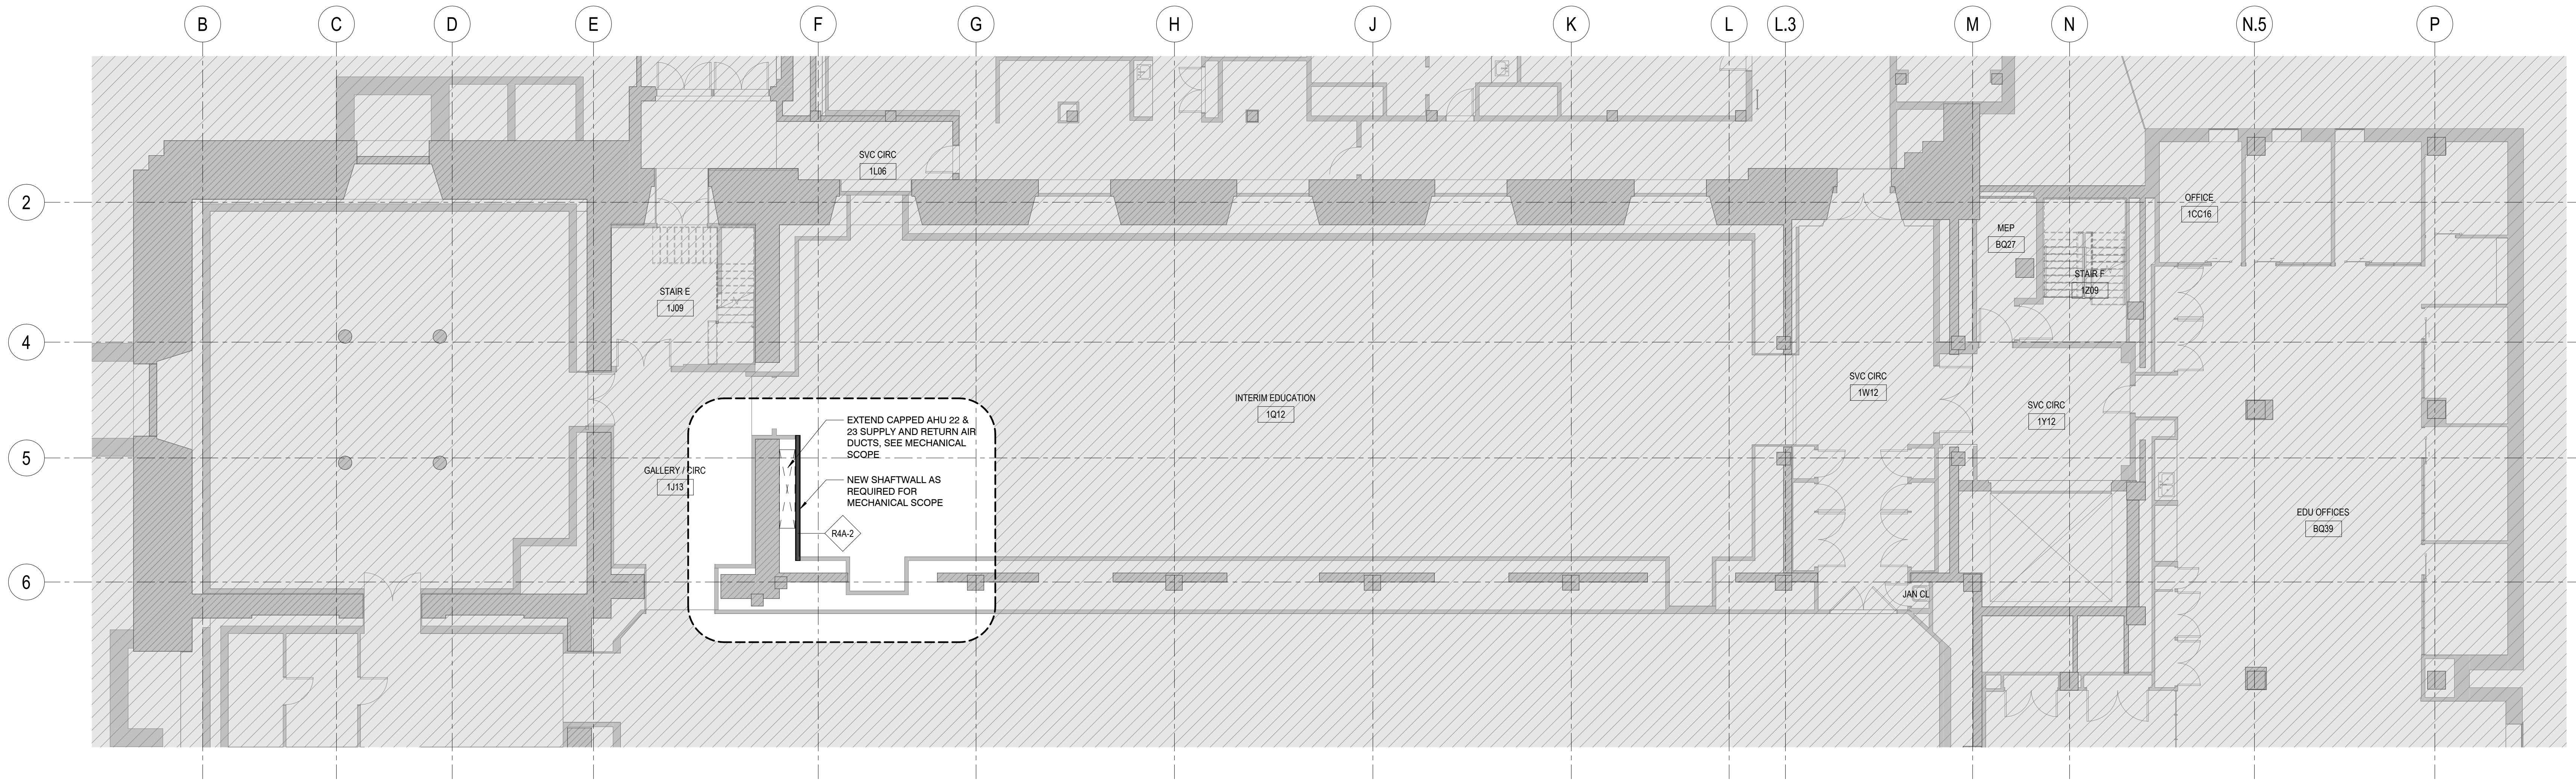 B
C
D
E
F
G
H
J
K
L
L.3
M
N
N.5
P
2
4
5
6
SVC CIRC
1L06
STAIR E
1J09
OFFICE
1CC16
MEP
BQ27
STAIR F
1Z09
INTERIM EDUCATION
1Q12
SVC CIRC
1W12
SVC CIRC
1Y12
GALLERY / CIRC
1J13
EXTEND CAPPED AHU 22 &
23 SUPPLY AND RETURN AIR
DUCTS, SEE MECHANICAL
SCOPE
NEW SHAFTWALL AS
REQUIRED FOR
MECHANICAL SCOPE
R4A-2
EDU OFFICES
BQ39
JAN CL